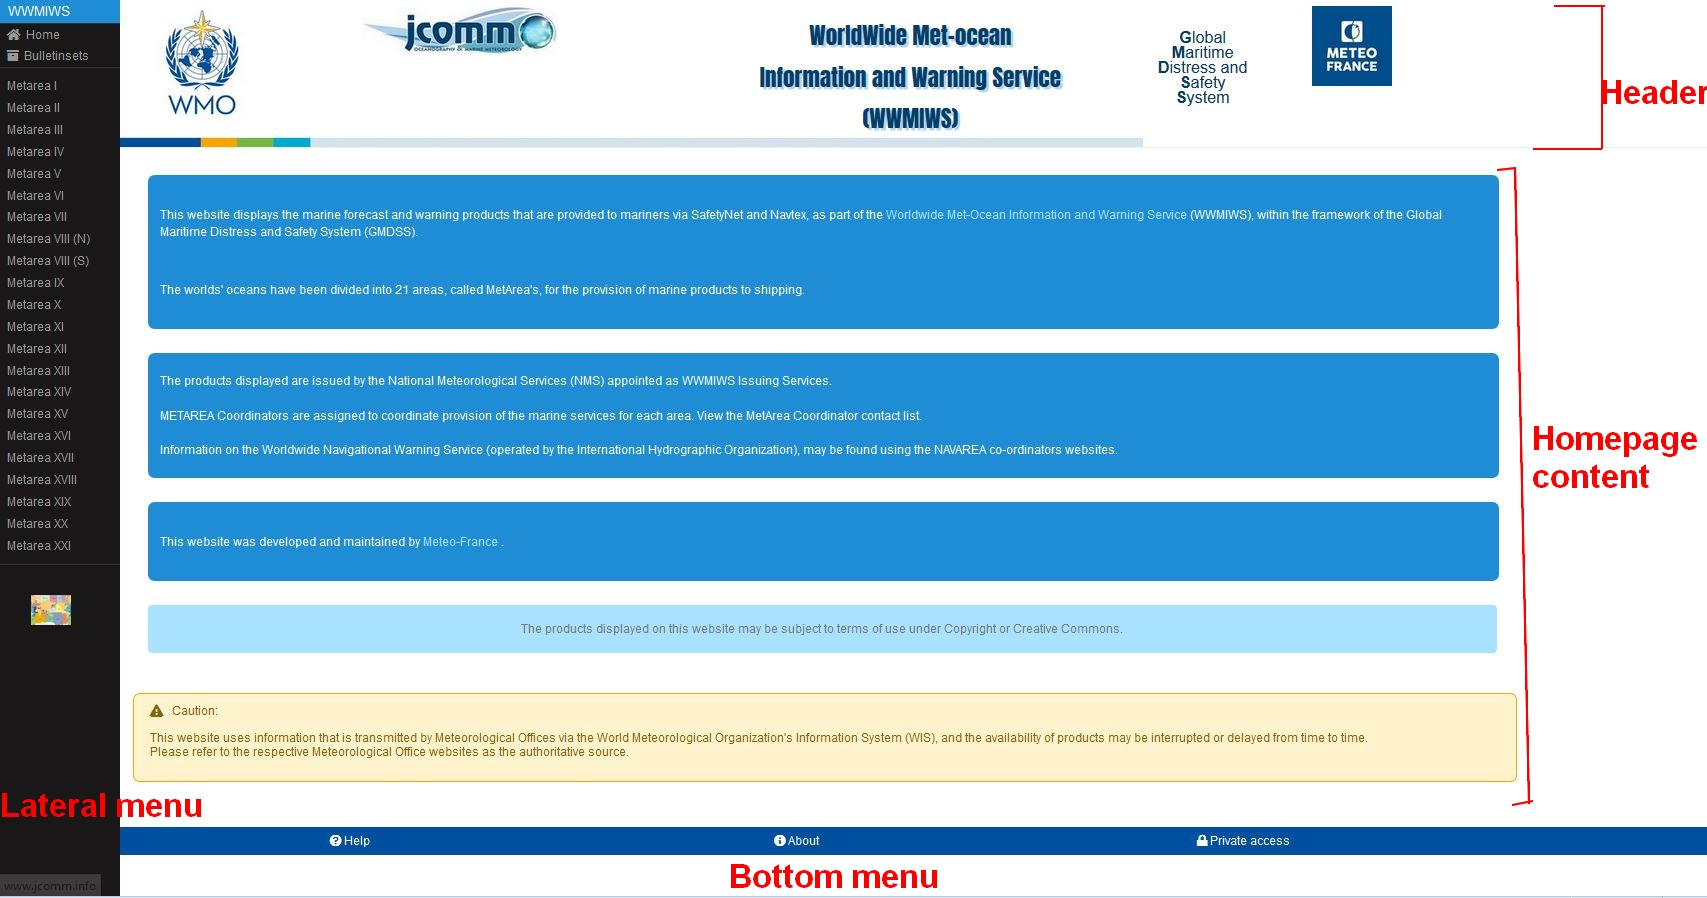 WWMIWS
Home
Bulletinsets
Metarea I
Metarea II
Metarea III
Metarea IV
Metarea V
Metarea VI
Metarea VII
Metarea VIII (N)
Metarea VIII (S)
Metarea IX
Metarea X
Metarea XI
Metarea XII
Metarea XIII
Metarea XIV
Metarea XV
Metarea XVI
Metarea XVII
Metarea XVIII
Metarea XIX
Metarea XX
Metarea XXI
Lateral menu
www.jcomm.info
WMO
jcomm
OCEANOGRAPHY & MARINE METEOROLOGY
WorldWide Met-ocean
Information and Warning Service
(WWMIWS)
Global
Maritime
Distress and
Safety
System
METEO
FRANCE
Header
This website displays the marine forecast and warning products that are provided to mariners via SafetyNet and Navtex, as part of the Worldwide Met-Ocean Information and Warning Service (WWMIWS), within the framework of the Global
Maritime Distress and Safety System (GMDSS).
The worlds' oceans have been divided into 21 areas, called MetArea's, for the provision of marine products to shipping.
The products displayed are issued by the National Meteorological Services (NMS) appointed as WWMIWS Issuing Services.
METAREA Coordinators are assigned to coordinate provision of the marine services for each area. View the MetArea Coordinator contact list.
Information on the Worldwide Navigational Warning Service (operated by the International Hydrographic Organization), may be found using the NAVAREA co-ordinators websites.
Homepage
content
This website was developed and maintained by Meteo-France .
The products displayed on this website may be subject to terms of use under Copyright or Creative Commons.
Caution:
This website uses information that is transmitted by Meteorological Offices via the World Meteorological Organization's Information System (WIS), and the availability of products may be interrupted or delayed from time to time.
Please refer to the respective Meteorological Office websites as the authoritative source.
Help
About
Private access
Bottom menu